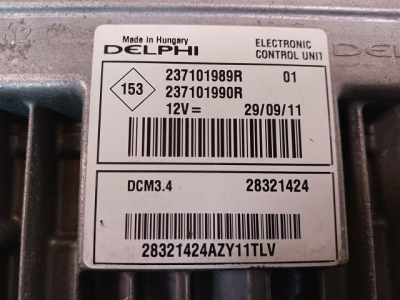 Made in Hungary
DELPHI
ELECTRONIC
CONTROL UNIT
153
237101989R 01
237101990R
12V= 29/09/11
DCM3.4 28321424
28321424AZY11TLV
DELPHI